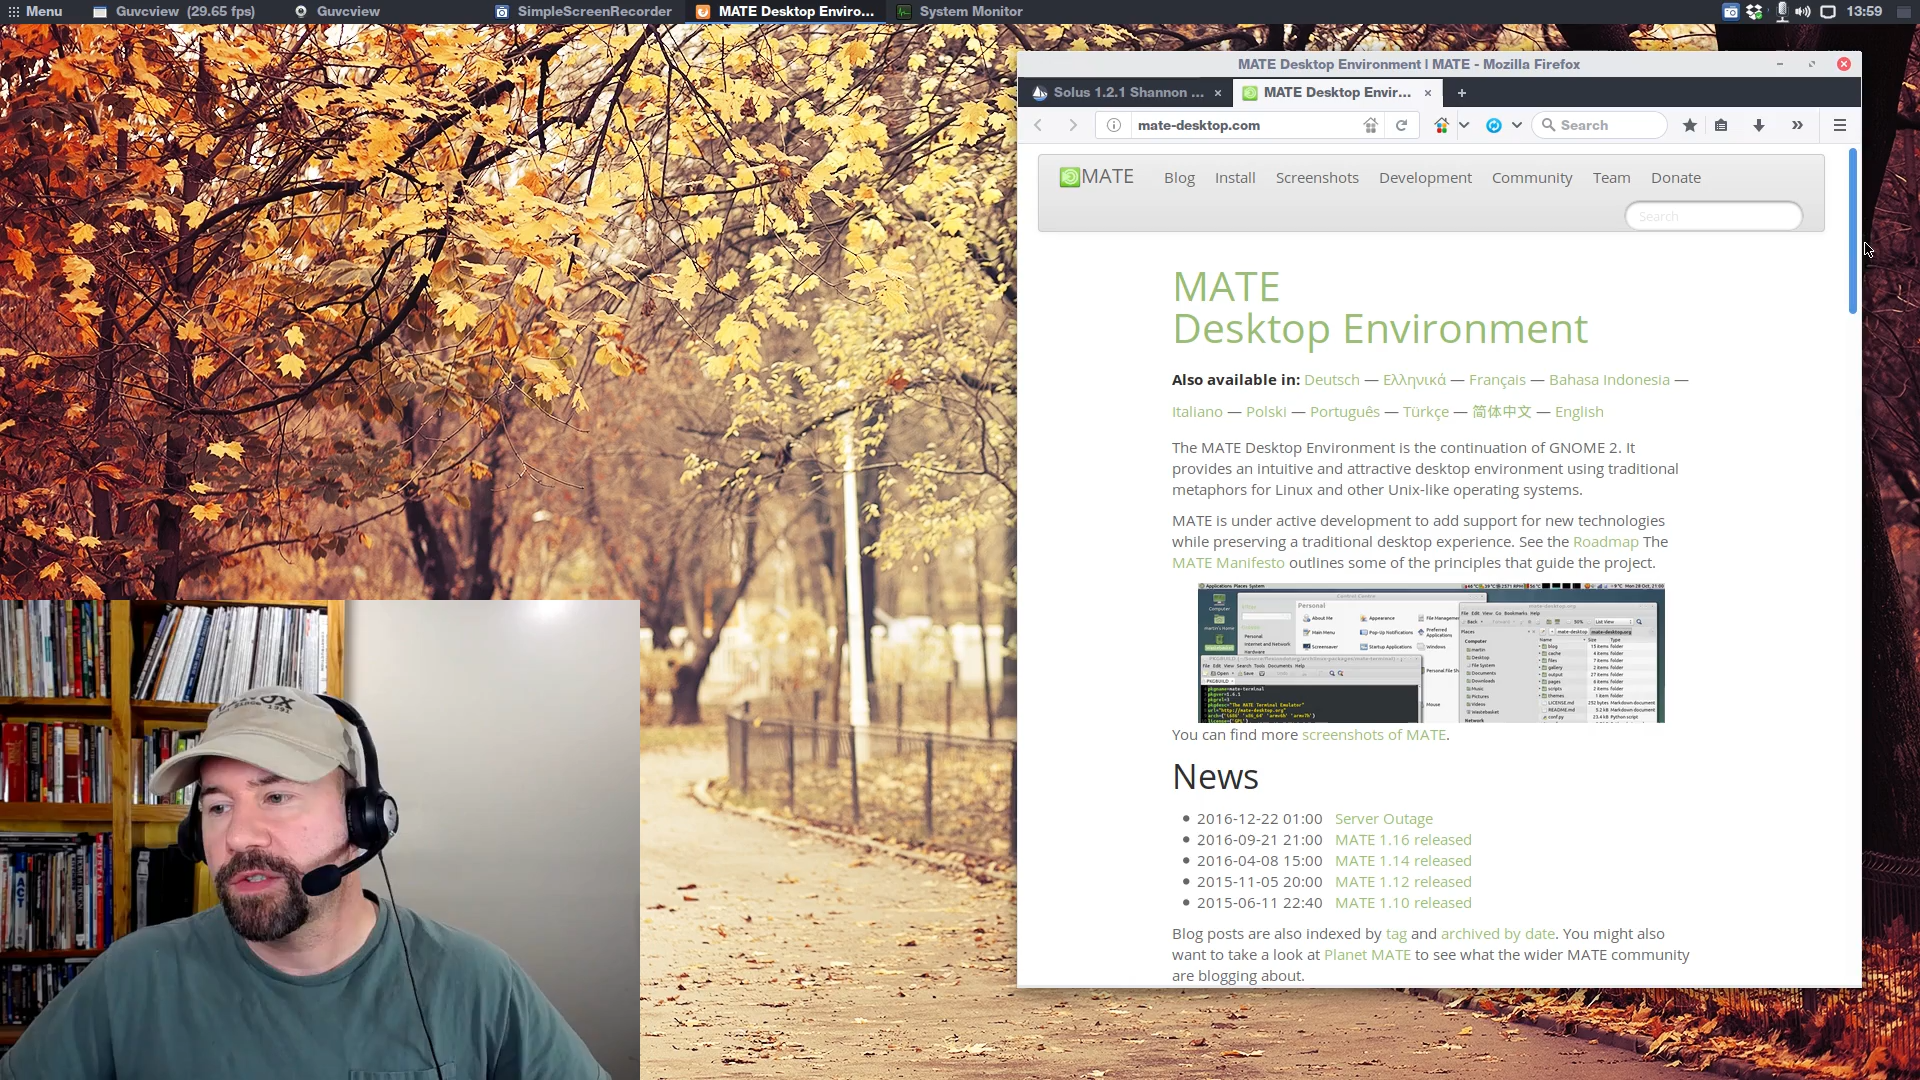 Menu
Guvcview (29.65 fps)
Guvcview
SimpleScreenRecorder
MATE Desktop Enviro...
System Monitor
13:59
MATE Desktop Environment | MATE - Mozilla Firefox
Solus 1.2.1 Shannon ...
MATE Desktop Envir...
mate-desktop.com
Search
MATE
Blog
Install
Screenshots
Development
Community
Team
Donate
Search
MATE
Desktop Environment
Also available in: Deutsch — Ελληνικά — Français — Bahasa Indonesia —
Italiano — Polski — Português — Türkçe — 简体中文 — English
The MATE Desktop Environment is the continuation of GNOME 2. It
provides an intuitive and attractive desktop environment using traditional
metaphors for Linux and other Unix-like operating systems.
MATE is under active development to add support for new technologies
while preserving a traditional desktop experience. See the Roadmap The
MATE Manifesto outlines some of the principles that guide the project.
You can find more screenshots of MATE.
News
2016-12-22 01:00 Server Outage
2016-09-21 21:00 MATE 1.16 released
2016-04-08 15:00 MATE 1.14 released
2015-11-05 20:00 MATE 1.12 released
2015-06-11 22:40 MATE 1.10 released
Blog posts are also indexed by tag and archived by date. You might also
want to take a look at Planet MATE to see what the wider MATE community
are blogging about.